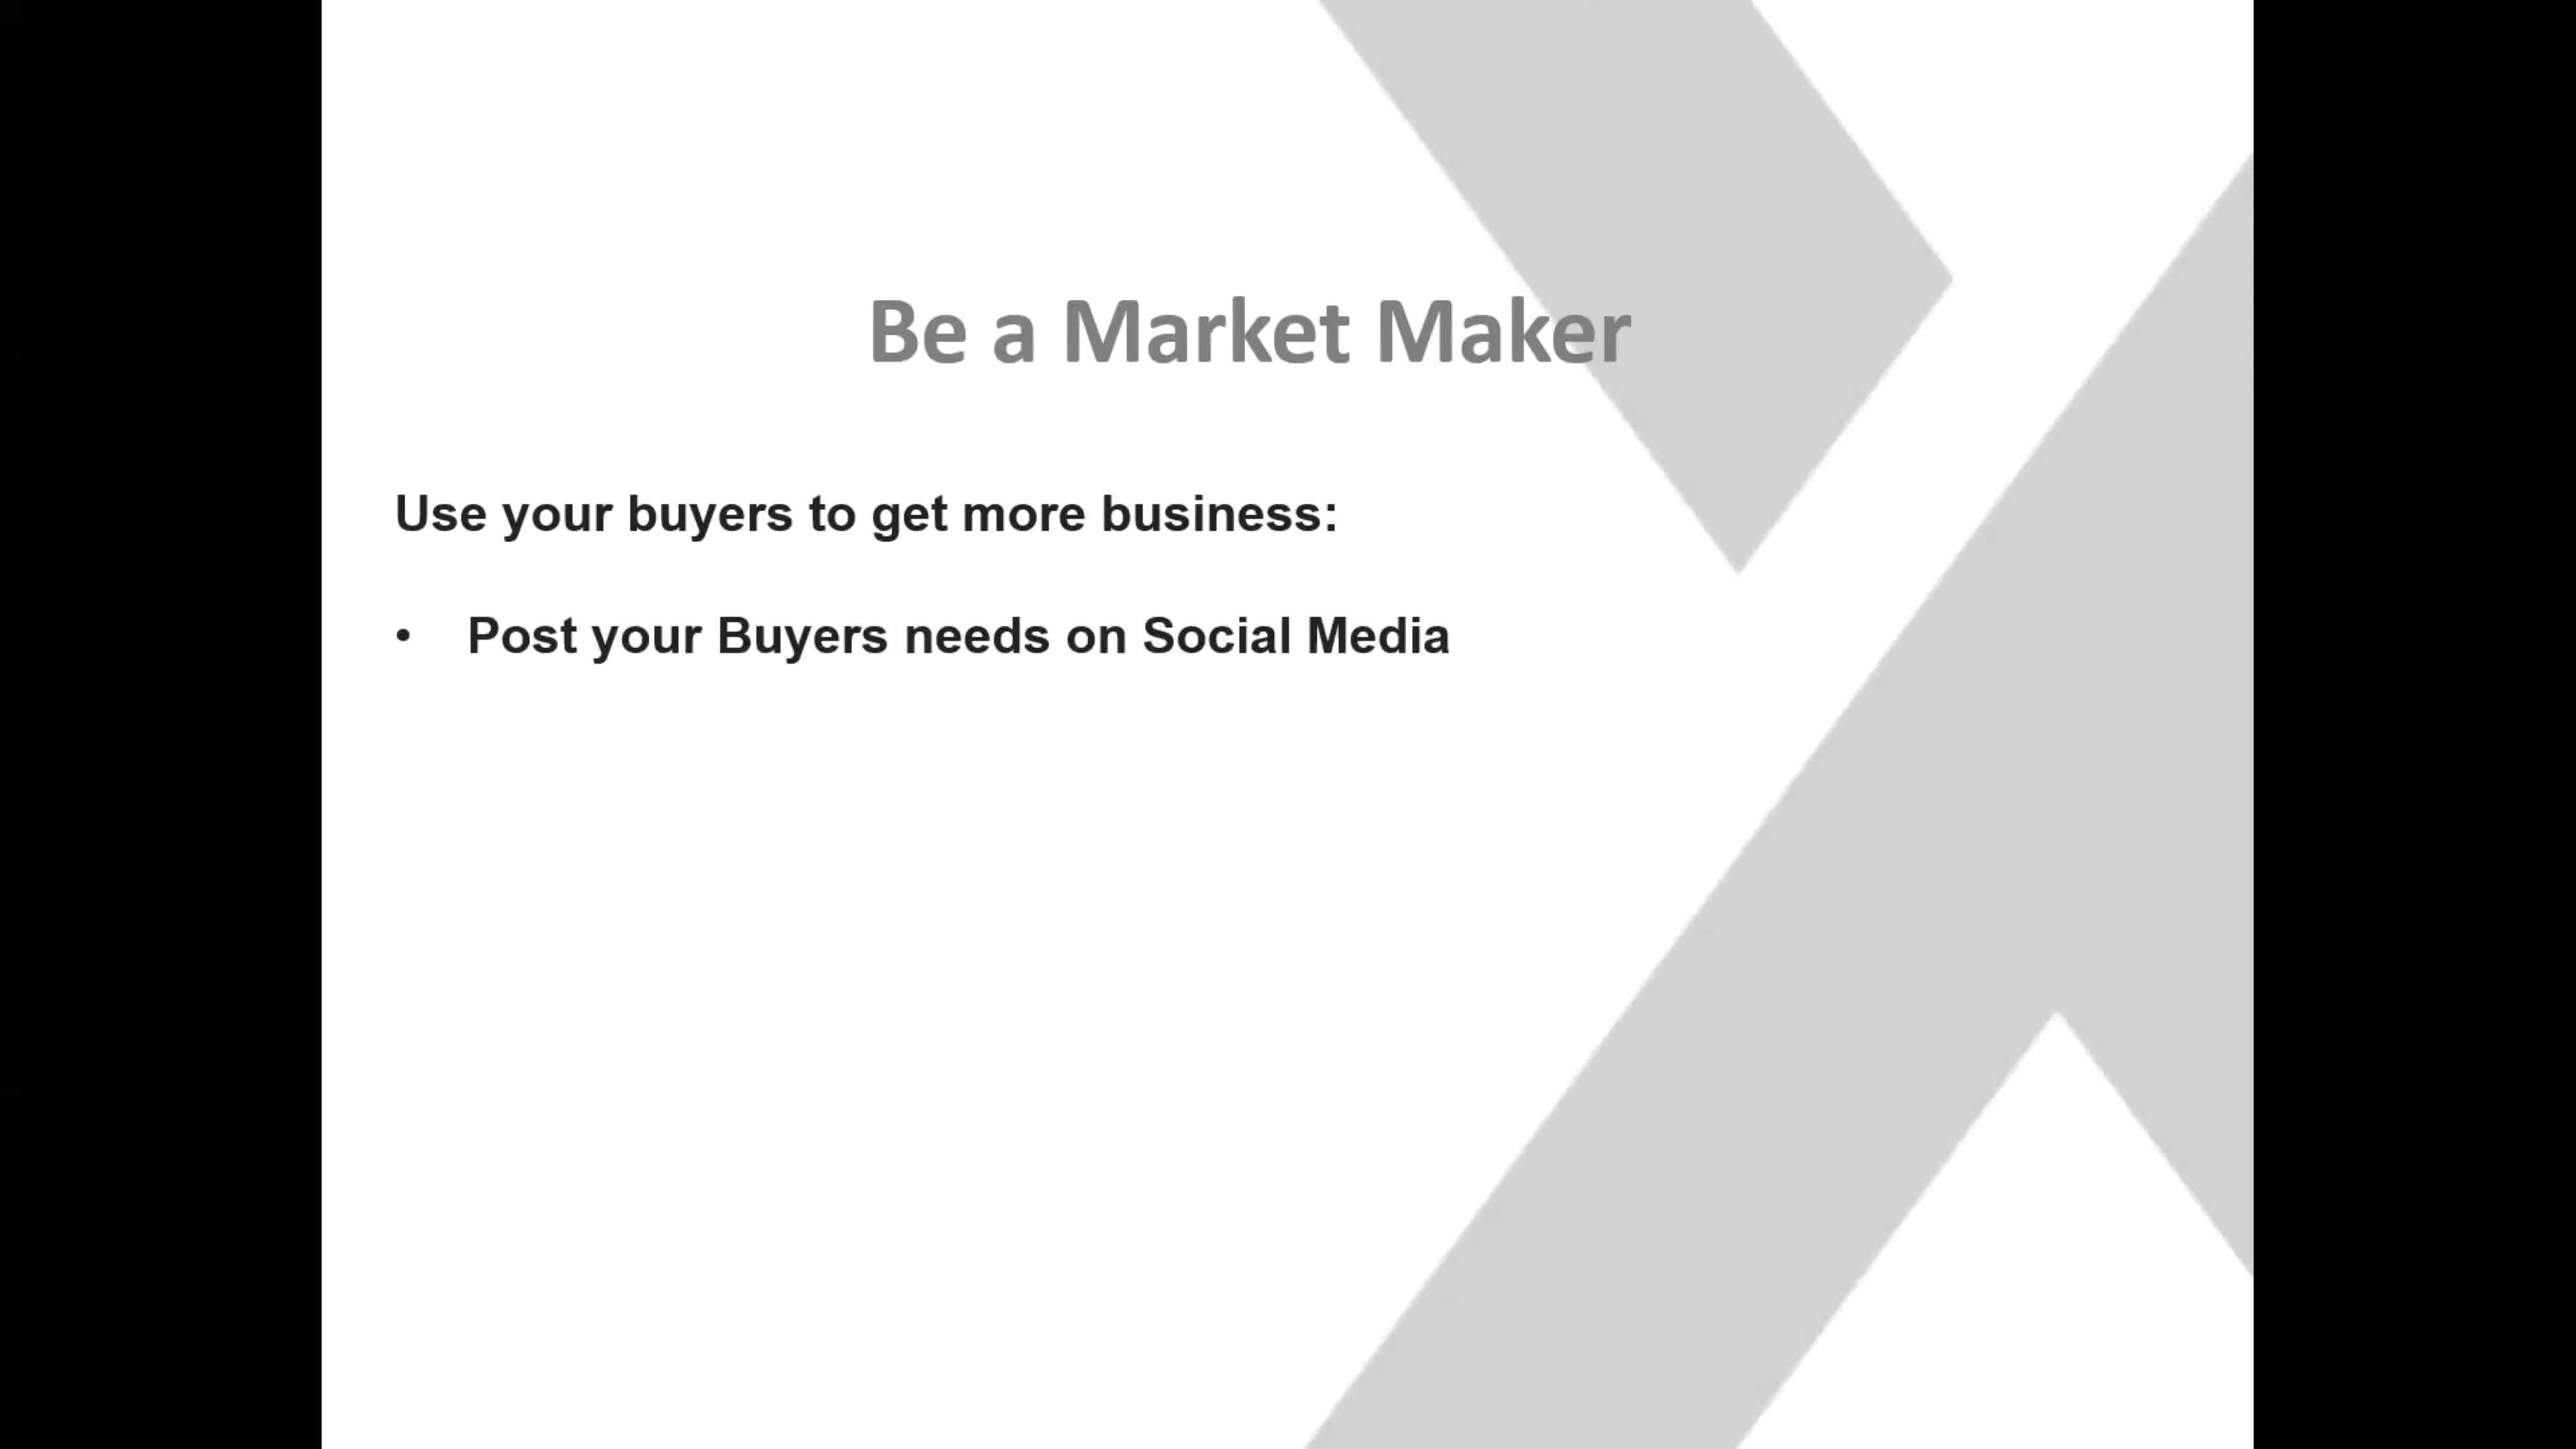 Be a Market Maker
Use your buyers to get more business:
• Post your Buyers needs on Social Media